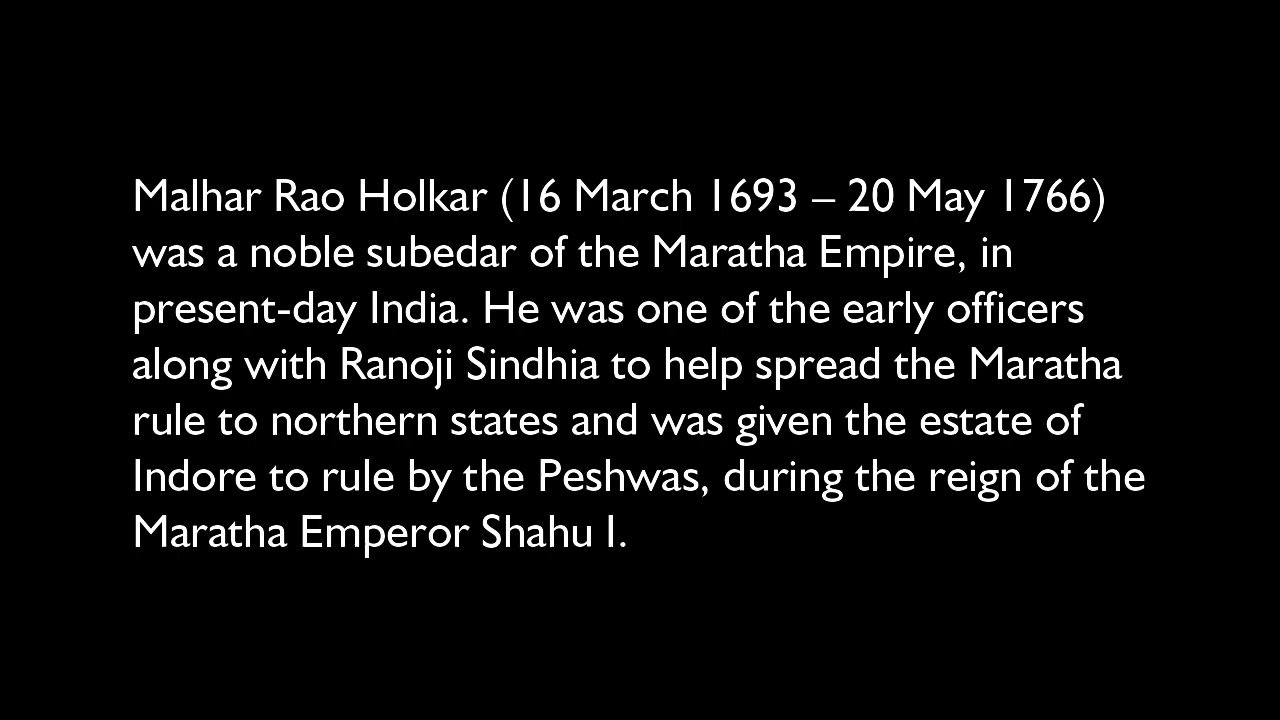 Malhar Rao Holkar (16 March 1693 – 20 May 1766)
was a noble subedar of the Maratha Empire, in
present-day India. He was one of the early officers
along with Ranoji Sindhia to help spread the Maratha
rule to northern states and was given the estate of
Indore to rule by the Peshwas, during the reign of the
Maratha Emperor Shahu I.